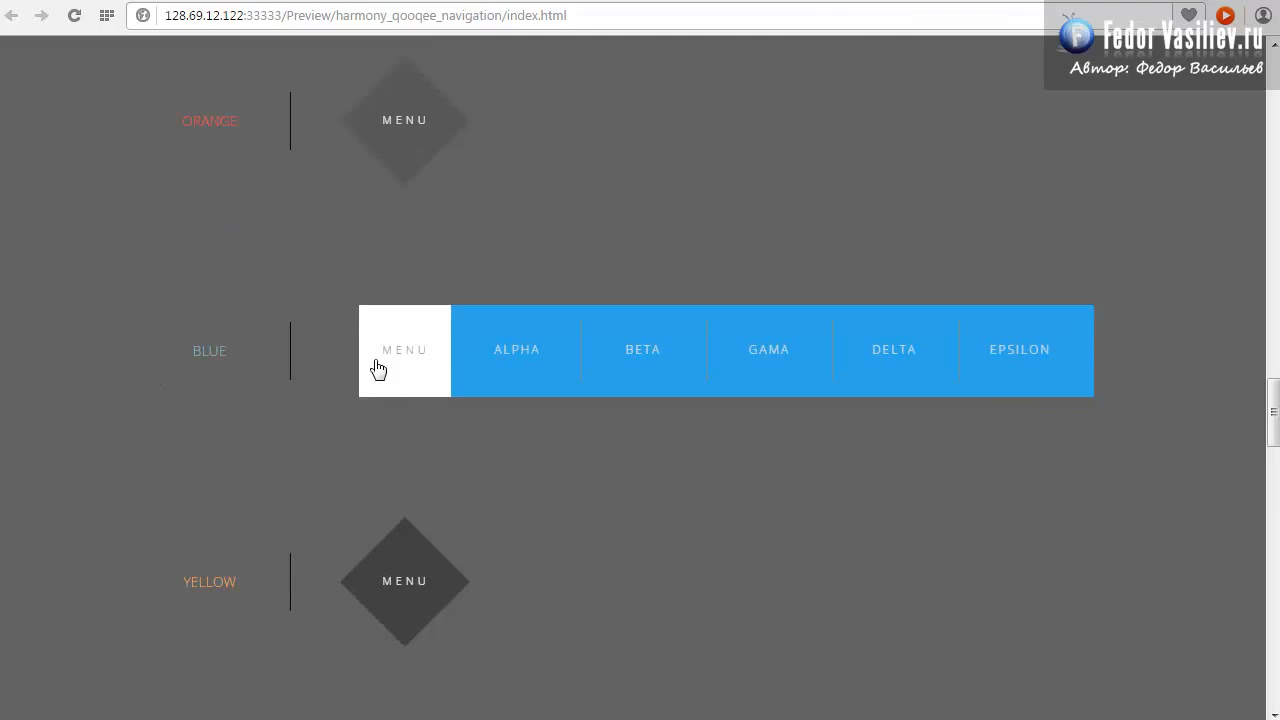 128.69.12.122:33333/Preview/harmony_qooqee_navigation/index.html
Fedor Vasiliev.ru
Автор: Федор Васильев
ORANGE
MENU
BLUE
MENU ALPHA BETA GAMA DELTA EPSILON
YELLOW
MENU